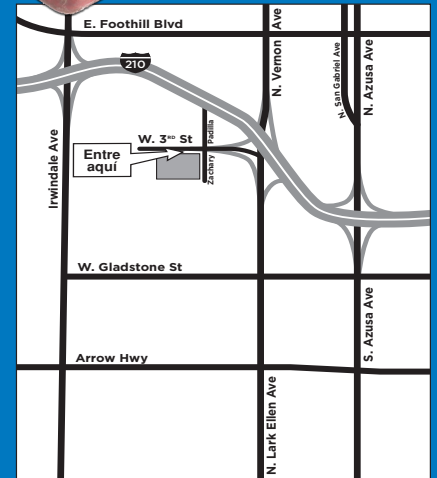 E. Foothill Blvd
210
N. Vernon Ave
N. San Gabriel Ave
N. Azusa Ave
Irwindale Ave
W. 3RD St
Zachary Padilla
Entre
aquí
W. Gladstone St
S. Azusa Ave
Arrow Hwy
N. Lark Ellen Ave